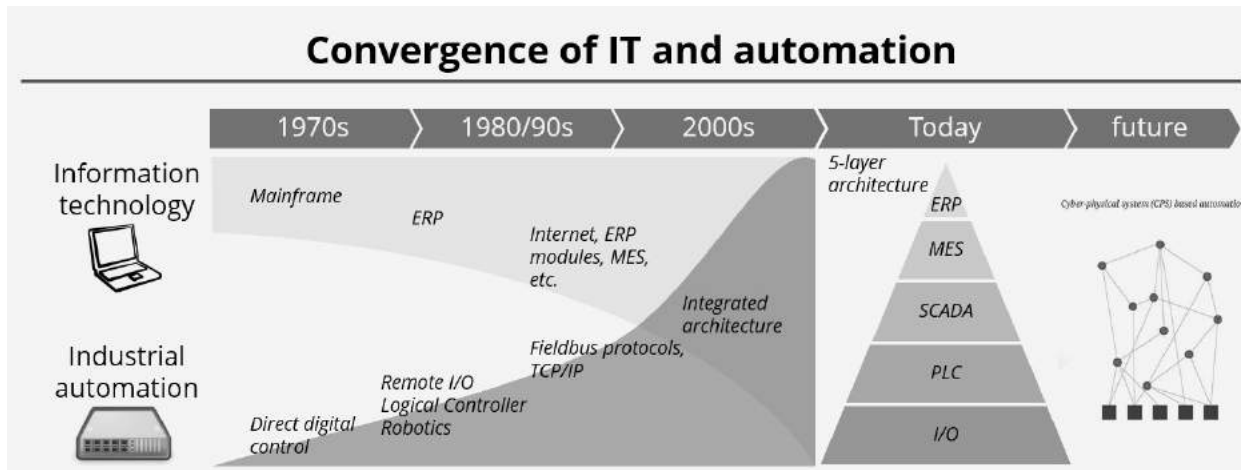 Convergence of IT and automation
1970s
1980/90s
2000s
Today
future
Information
technology
Mainframe
ERP
Internet, ERP
modules, MES,
etc.
Integrated
architecture
Industrial
automation
Direct digital
control
Remote I/O
Logical Controller
Robotics
Fieldbus protocols,
TCP/IP
5-layer
architecture
ERP
MES
SCADA
PLC
I/O
Cyber-physical system (CPS) based automatio